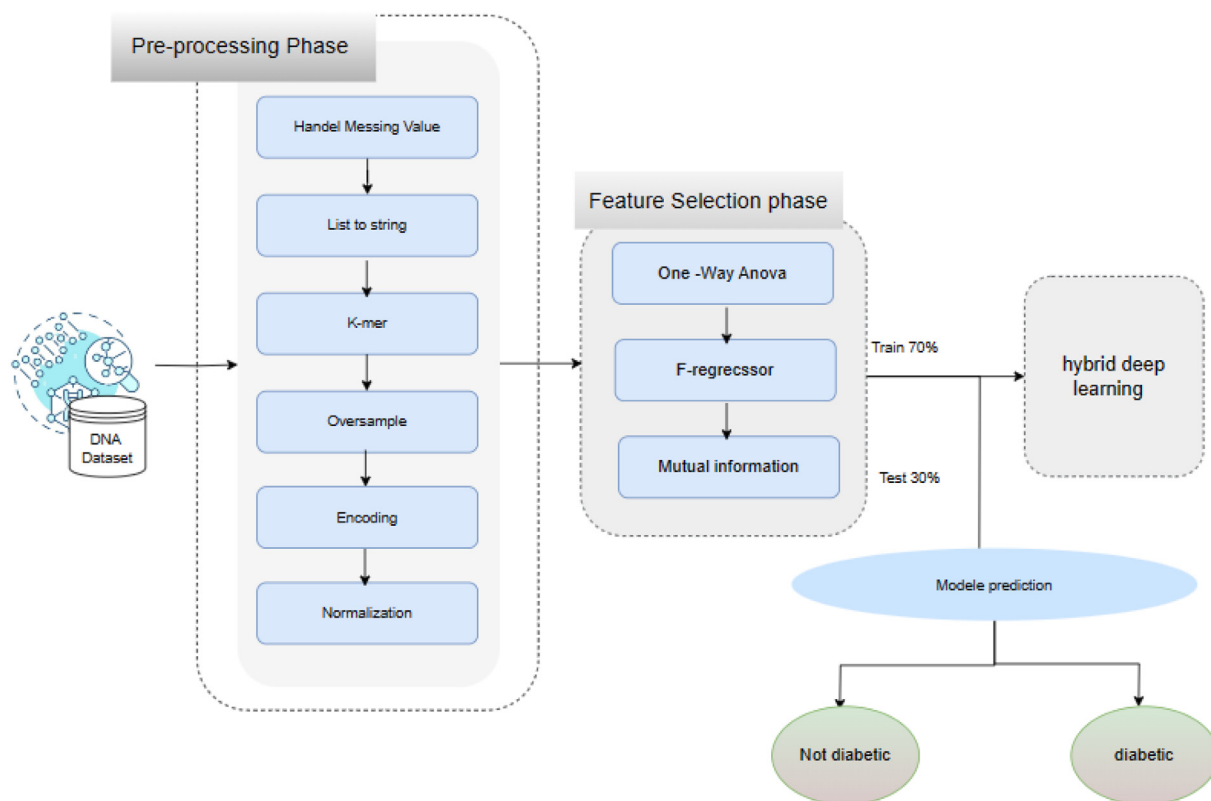 Pre-processing Phase
Handel Messing Value
List to string
K-mer
Oversample
Encoding
Normalization
DNA
Dataset
Feature Selection phase
One -Way Anova
F-regrecssor
Mutual information
Train 70%
Test 30%
hybrid deep
learning
Modele prediction
Not diabetic
diabetic